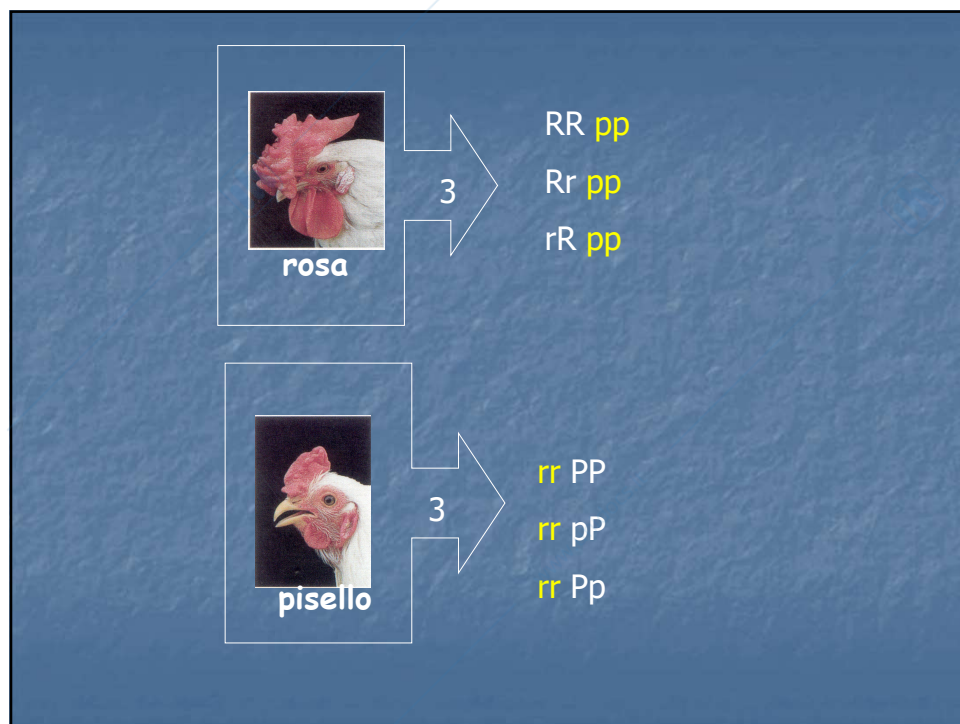 RR pp
Rr pp
3
rR pp
rosa
rr PP
3
rr pP
rr Pp
pisello